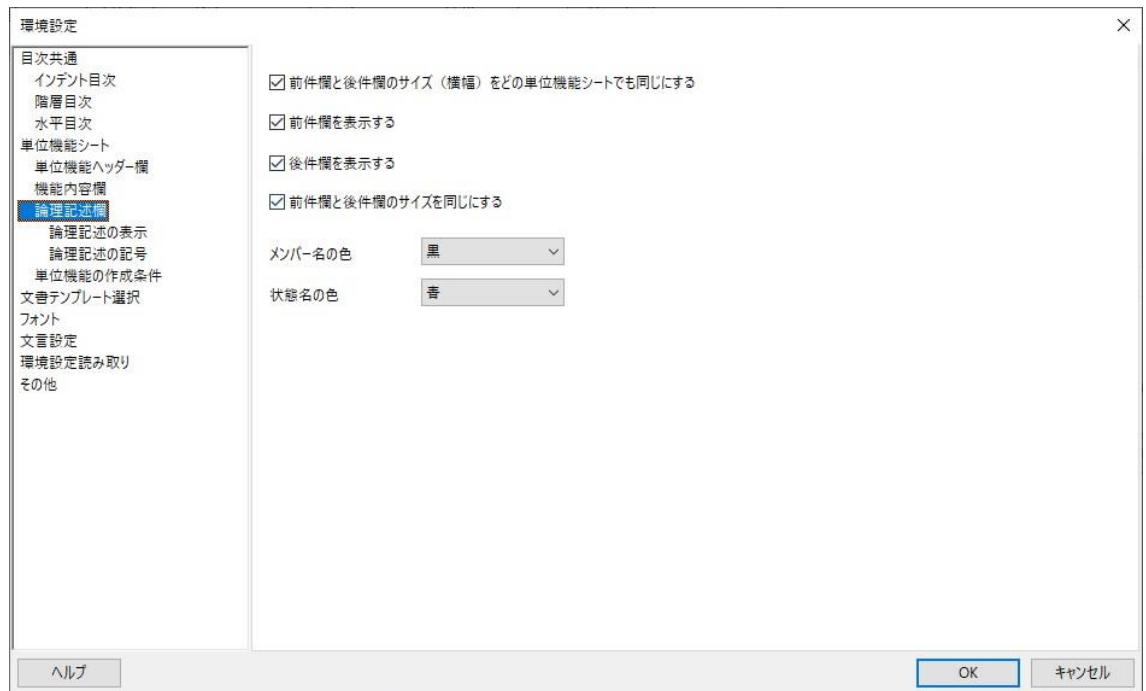 環境設定
目次共通
インデント目次
階層目次
水平目次
単位機能シート
単位機能ヘッダー欄
機能内容欄
論理記述欄
論理記述の表示
論理記述の記号
単位機能の作成条件
文書テンプレート選択
フォント
文言設定
環境設定読み取り
その他
前件欄と後件欄のサイズ（横幅）をどの単位機能シートでも同じにする
前件欄を表示する
後件欄を表示する
前件欄と後件欄のサイズを同じにする
メンバー名の色 黒
状態名の色 青
ヘルプ OK キャンセル